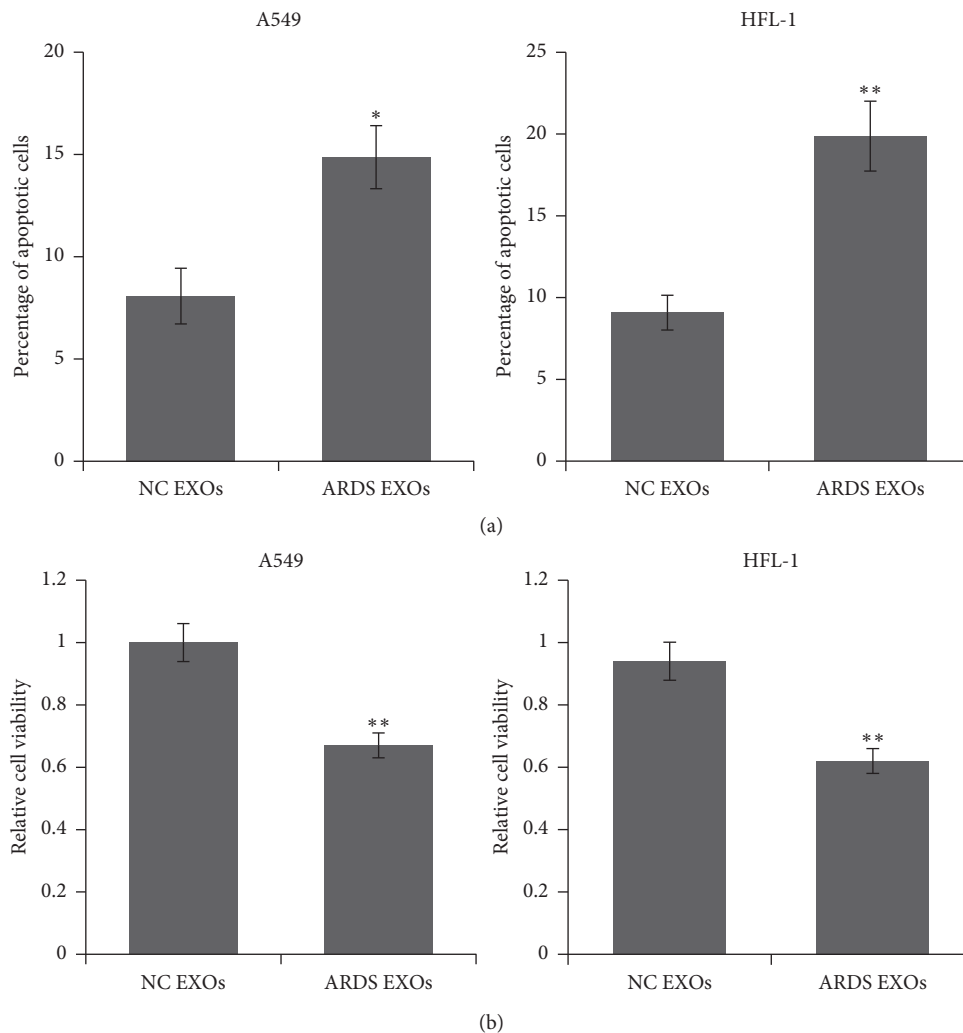 A549
20
15
10
5
0
Percentage of apoptotic cells
*
NC EXOs
ARDS EXOs
HFL-1
25
20
15
10
5
0
Percentage of apoptotic cells
**
NC EXOs
ARDS EXOs
(a)
A549
1.2
1
0.8
0.6
0.4
0.2
0
Relative cell viability
**
NC EXOs
ARDS EXOs
HFL-1
1.2
1
0.8
0.6
0.4
0.2
0
Relative cell viability
**
NC EXOs
ARDS EXOs
(b)